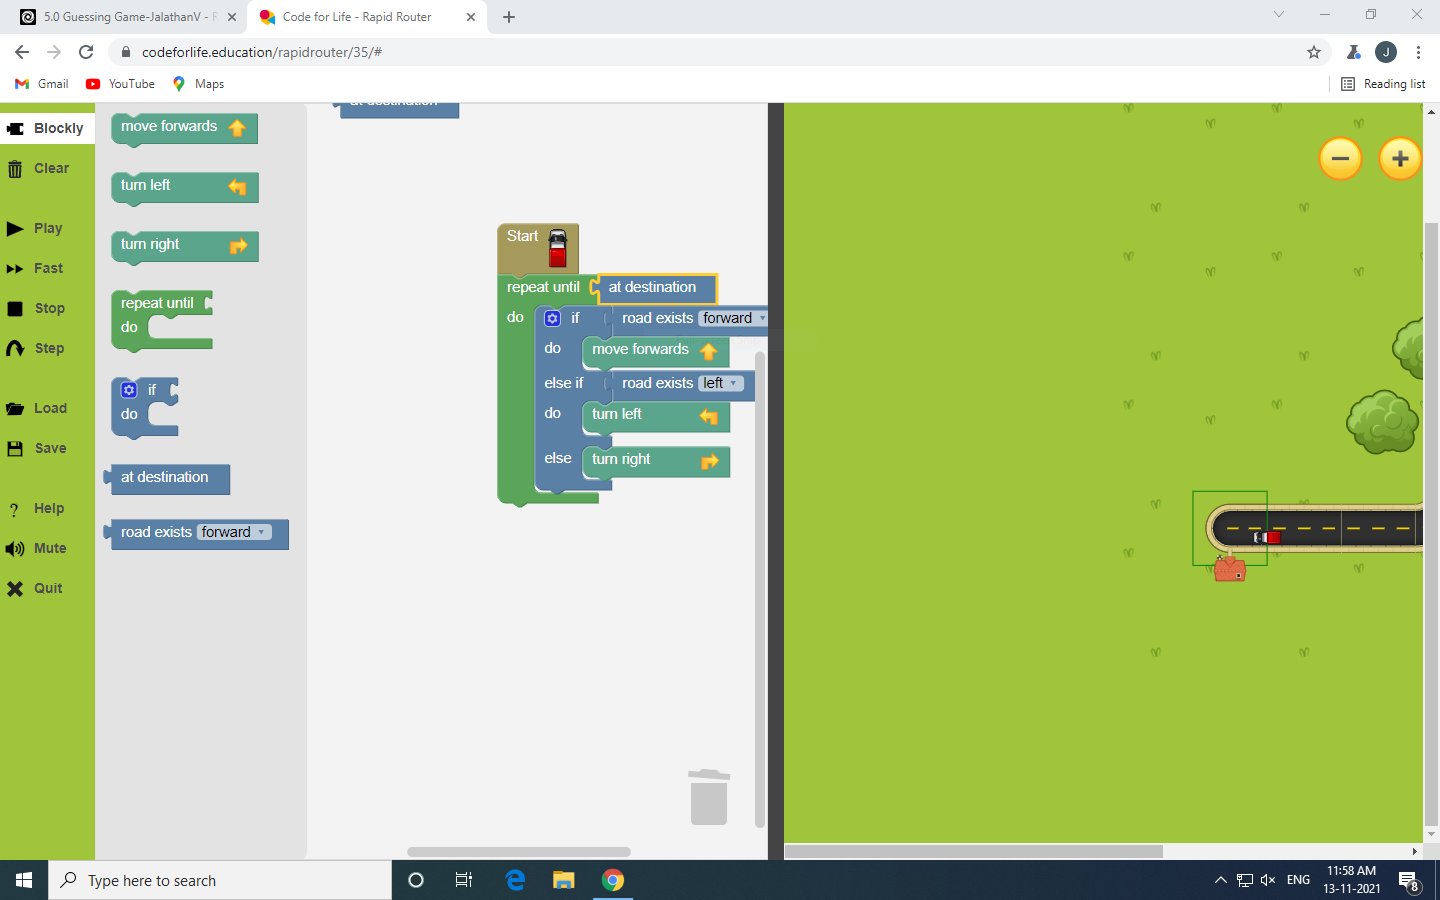 5.0 Guessing Game-JalathanV - R
Code for Life - Rapid Router
codeforlife.education/rapidrouter/35/#
J
Gmail
YouTube
Maps
Reading list
Blockly
Clear
Play
Fast
Stop
Step
Load
Save
Help
Mute
Quit
move forwards
turn left
turn right
repeat until
do
if
do
at destination
road exists forward
at destination
Start
repeat until at destination
do if road exists forward
do move forwards
else if road exists left
do turn left
else turn right
Type here to search
ENG
11:58 AM
13-11-2021
8